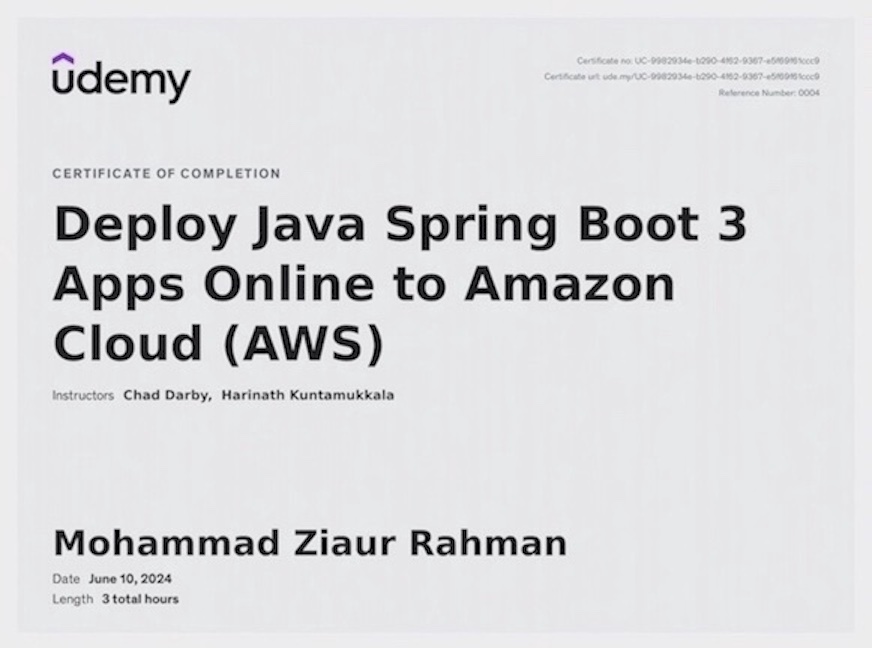 udemy
Certificate no: UC-9982934e-b290-4f62-9367-e5f69f61ccc9
Certificate url: ude.my/UC-9982934e-b290-4f62-9367-e5f69f61ccc9
Reference Number: 0004
CERTIFICATE OF COMPLETION
Deploy Java Spring Boot 3
Apps Online to Amazon
Cloud (AWS)
Instructors Chad Darby, Harinath Kuntamukkala
Mohammad Ziaur Rahman
Date June 10, 2024
Length 3 total hours